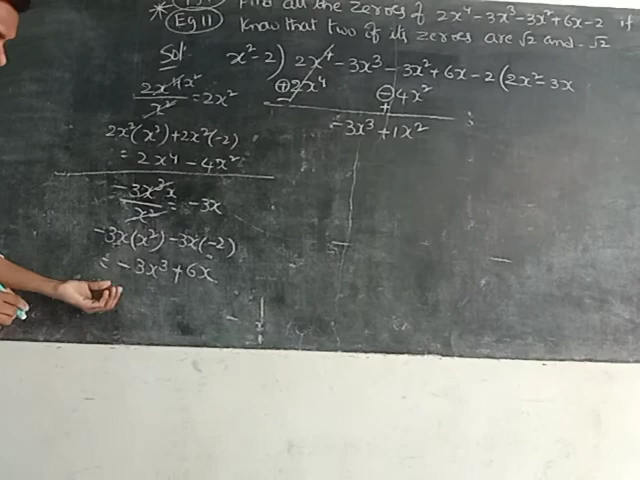 Find all the zeroes of 2x⁴-3x³-3x²+6x-2 if
* Eg 11 Know that two of its zeroes are √2 and -√2
Sol: x²-2) 2x⁴-3x³-3x²+6x-2 (2x²-3x
2x⁴ x² / x² = 2x²
2x⁴ -4x²
-3x³+1x²
2x²(x²)+2x²(-2)
= 2x⁴-4x²
-3x³ x / x² = -3x
-3x(x²)-3x(-2)
= -3x³+6x